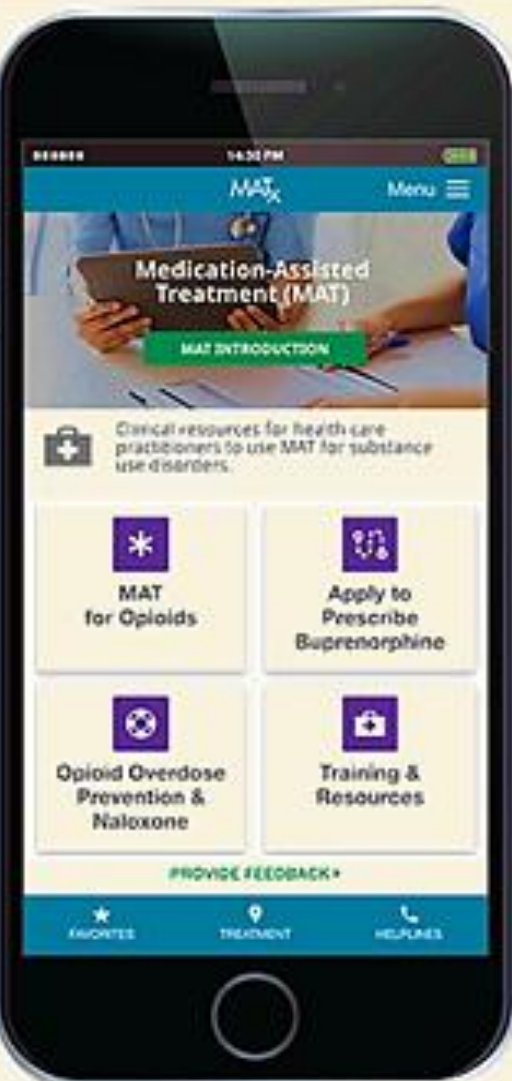 14:30 PM
MATx
Menu
Medication-Assisted
Treatment (MAT)
MAT INTRODUCTION
Clinical resources for health care
practitioners to use MAT for substance
use disorders.
MAT
for Opioids
Apply to
Prescribe
Buprenorphine
Opioid Overdose
Prevention &
Naloxone
Training &
Resources
PROVIDE FEEDBACK
FAVORITES
TREATMENT
HELPLINES